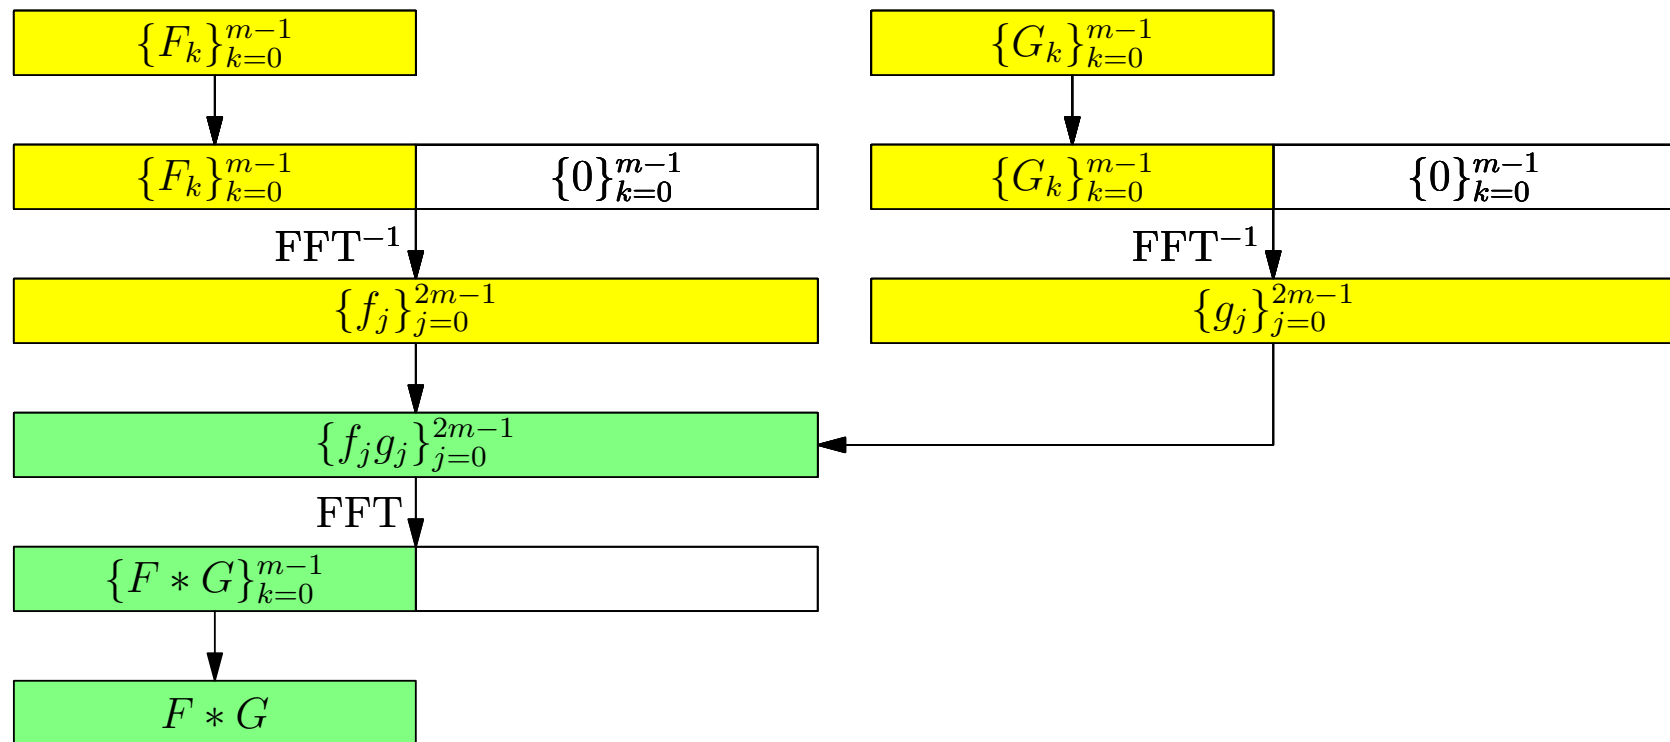 {F_k}_{k=0}^{m-1} {G_k}_{k=0}^{m-1}
{F_k}_{k=0}^{m-1} {0}_{k=0}^{m-1} {G_k}_{k=0}^{m-1} {0}_{k=0}^{m-1}
FFT^{-1} FFT^{-1}
{f_j}_{j=0}^{2m-1} {g_j}_{j=0}^{2m-1}
{f_j g_j}_{j=0}^{2m-1}
FFT
{F * G}_{k=0}^{m-1}
F * G